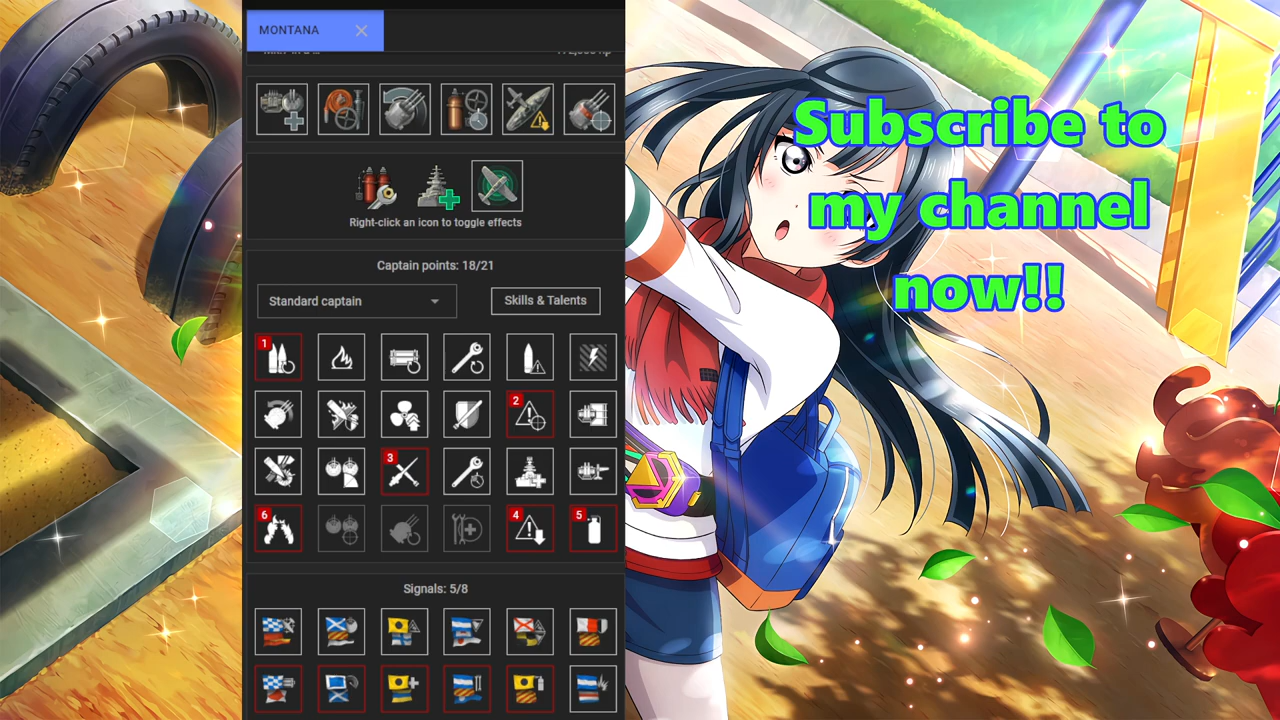 MONTANA
Right-click an icon to toggle effects
Captain points: 18/21
Standard captain
Skills & Talents
1
2
3
6
4
5
Signals: 5/8
Subscribe to
my channel
now!!